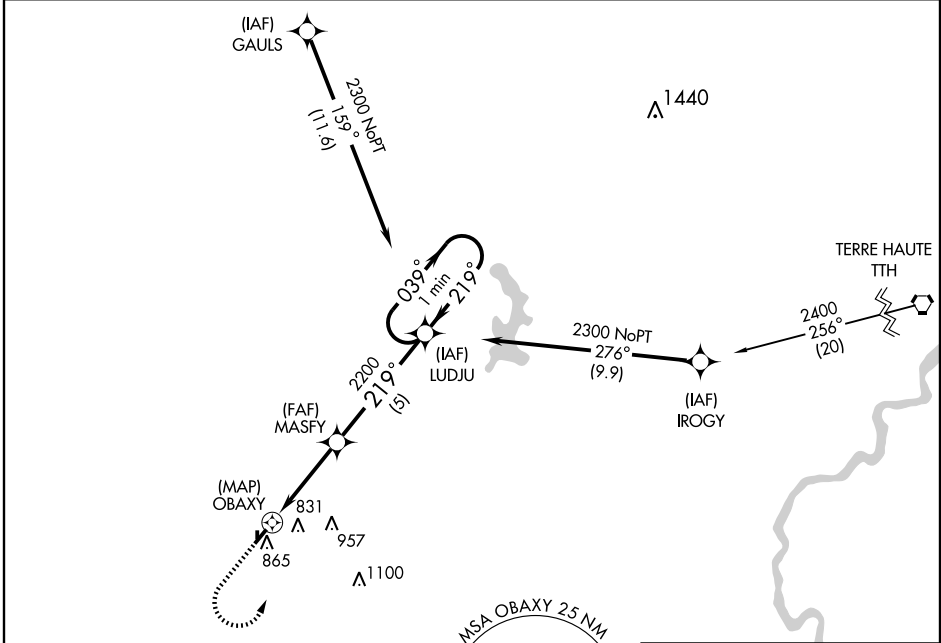 (IAF)
GAULS
2300 NoPT
159°
(11.6)
1440
TERRE HAUTE
TTH
039°
1 min
219°
2400
256°
(20)
2300 NoPT
276°
(9.9)
(IAF)
LUDJU
(IAF)
IROGY
2200
219°
(5)
(FAF)
MASFY
(MAP)
OBAXY
831
957
865
1100
MSA OBAXY 25 NM